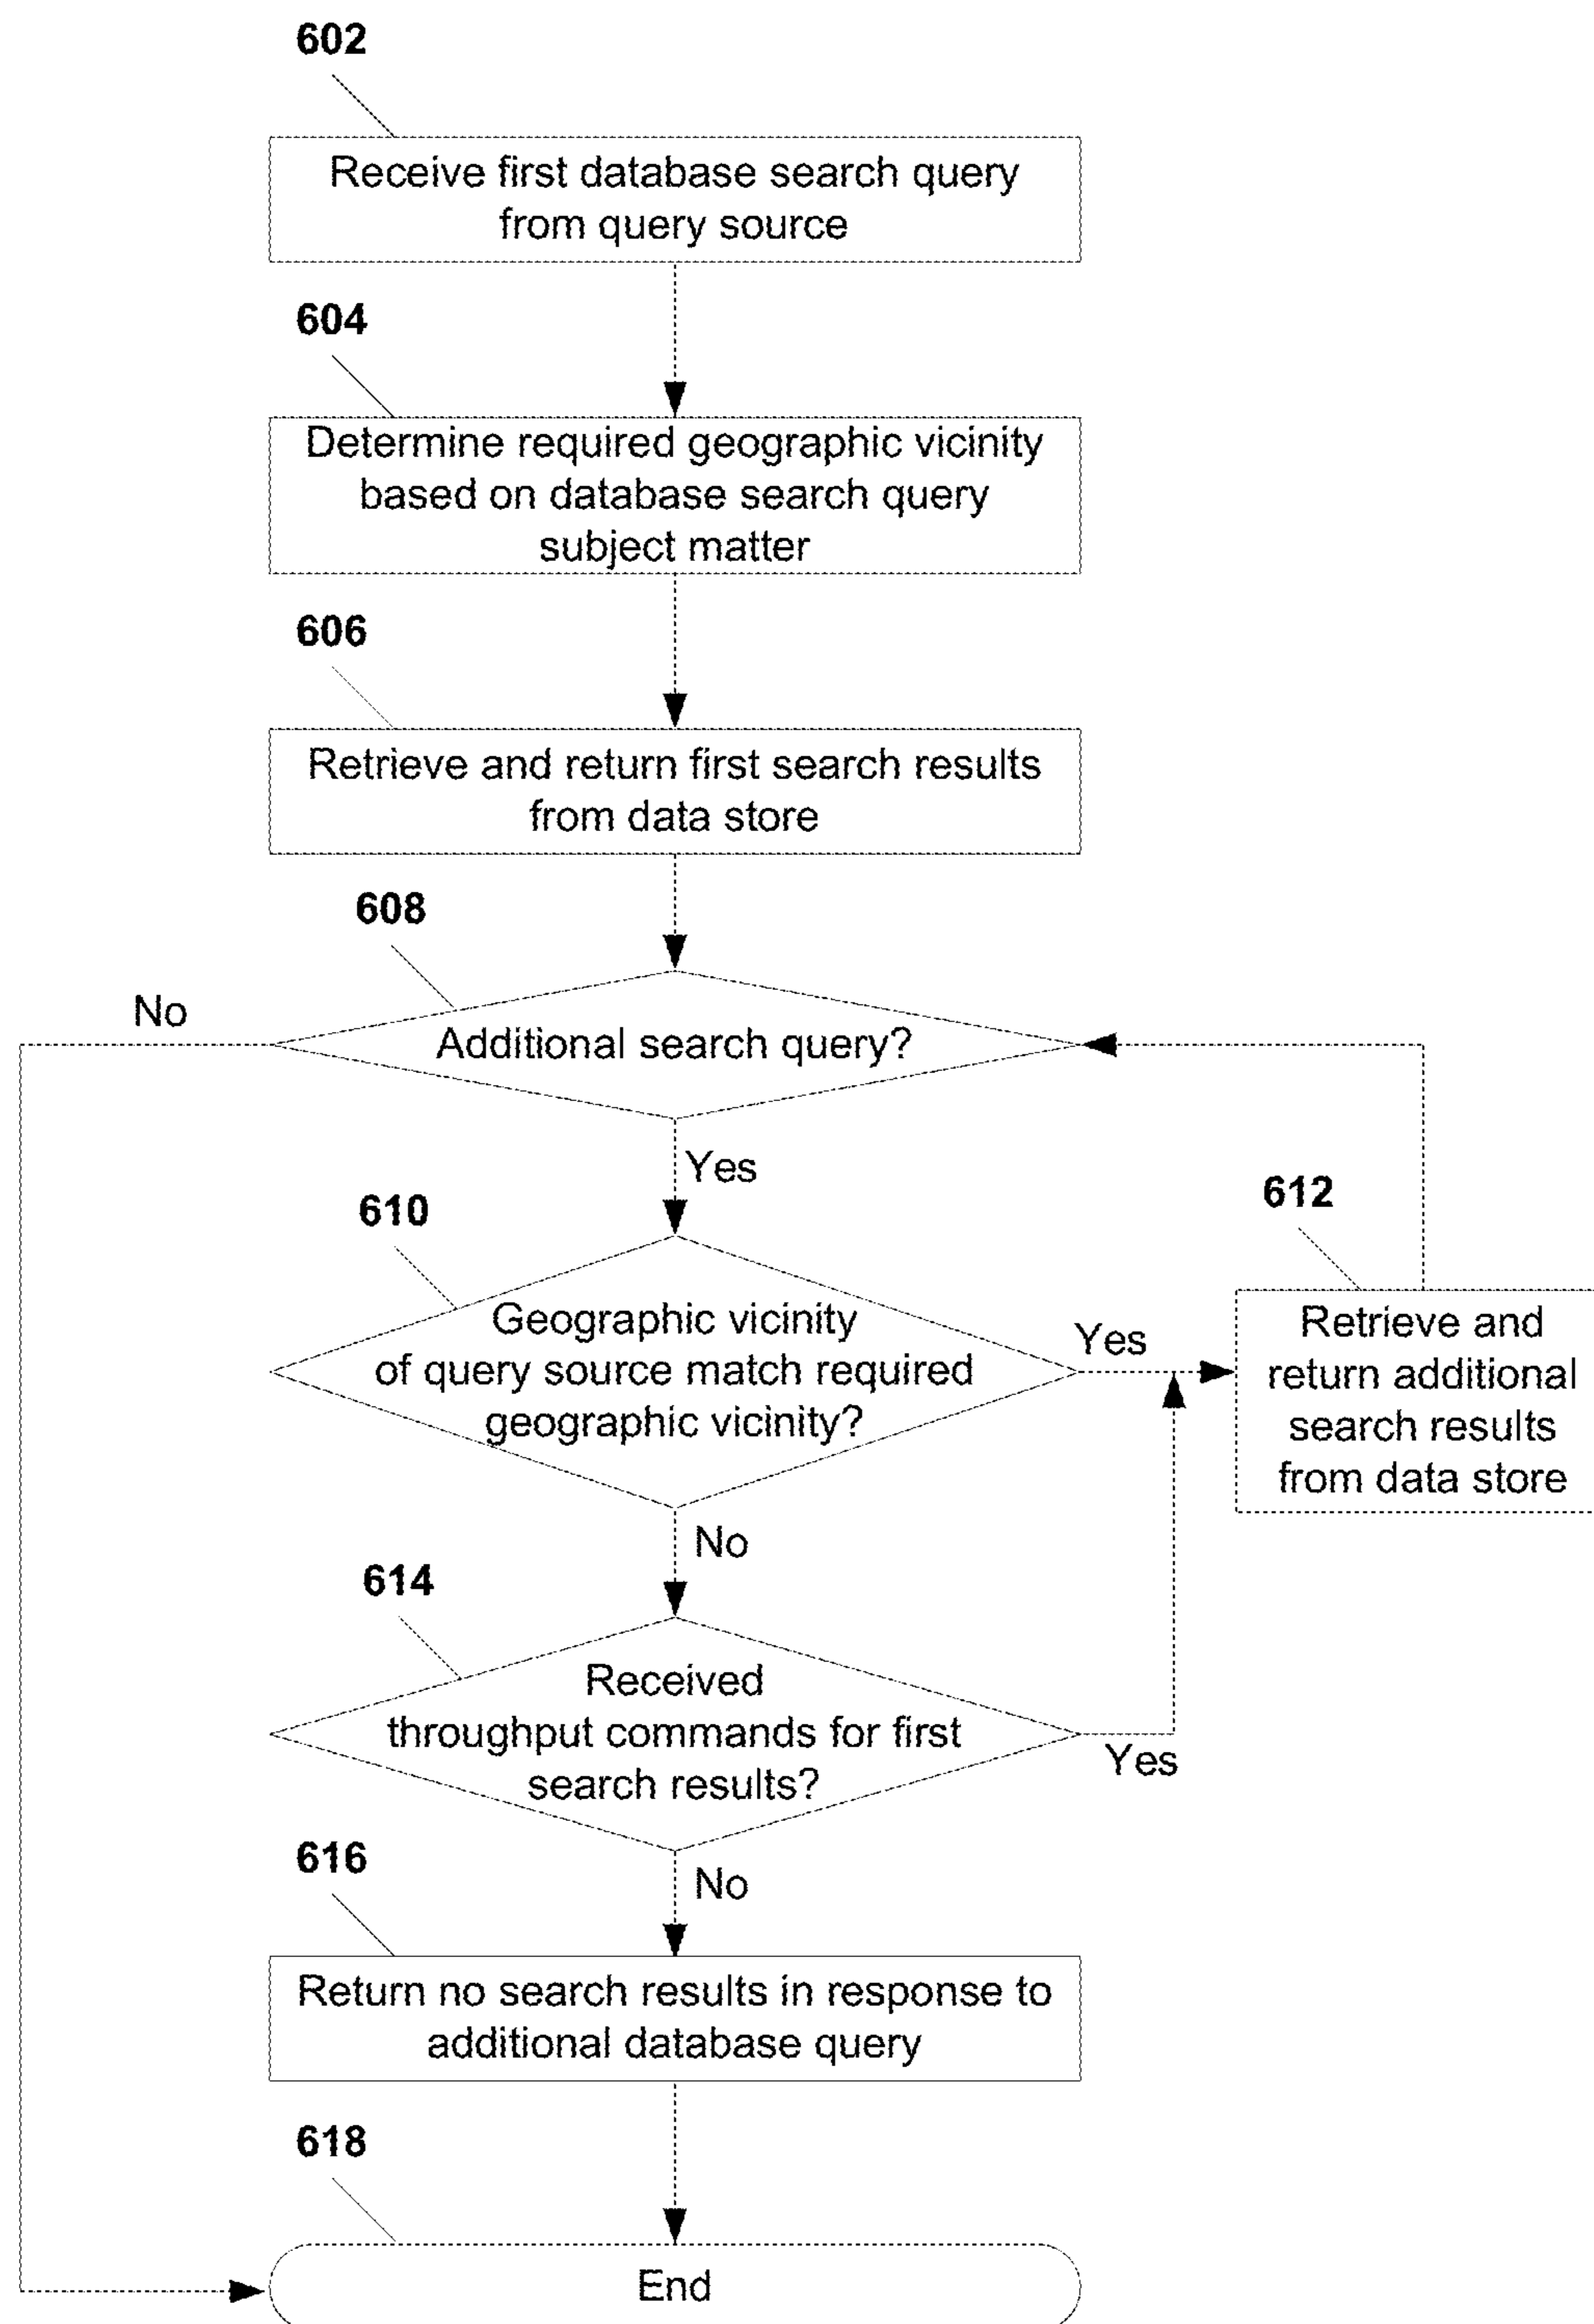 602
Receive first database search query
from query source
604
Determine required geographic vicinity
based on database search query
subject matter
606
Retrieve and return first search results
from data store
608
No
Additional search query?
Yes
610
612
Geographic vicinity
of query source match required
geographic vicinity?
Yes
Retrieve and
return additional
search results
from data store
No
614
Received
throughput commands for first
search results?
Yes
616
No
Return no search results in response to
additional database query
618
End